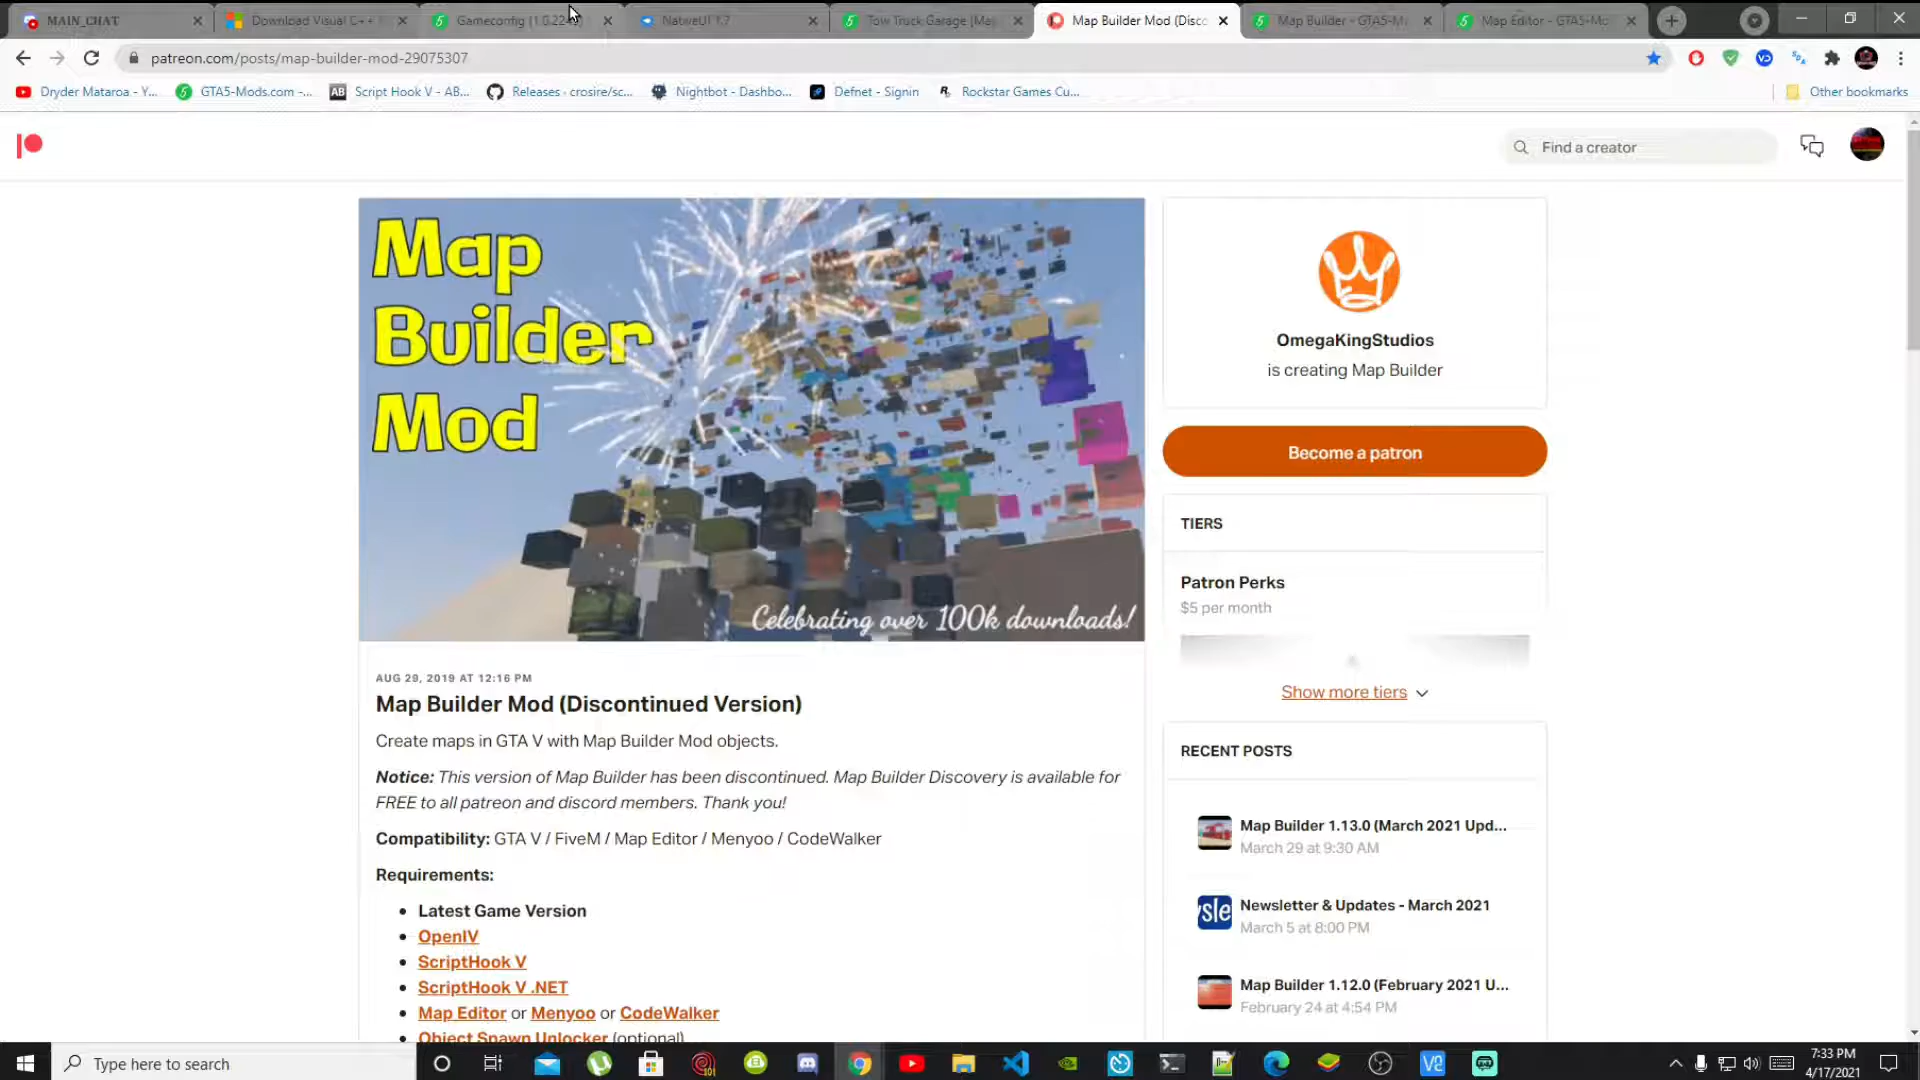 MAIN_CHAT
Download Visual C++
Gameconfig (1.0.224
NativeUI 1.7
Tow Truck Garage [Ma
Map Builder Mod (Disc
Map Builder - GTA5-M
Map Editor - GTA5-Mo
patreon.com/posts/map-builder-mod-29075307
Dryder Mataroa - Y...
GTA5-Mods.com -...
AB
Script Hook V - AB...
Releases · crosire/sc...
Nightbot - Dashbo...
Defnet - Signin
Rockstar Games Cu...
Other bookmarks
Find a creator
Map
Builder
Mod
Celebrating over 100k downloads!
OmegaKingStudios
is creating Map Builder
Become a patron
TIERS
Patron Perks
$5 per month
Show more tiers
AUG 29, 2019 AT 12:16 PM
Map Builder Mod (Discontinued Version)
Create maps in GTA V with Map Builder Mod objects.
Notice: This version of Map Builder has been discontinued. Map Builder Discovery is available for
FREE to all patreon and discord members. Thank you!
Compatibility: GTA V / FiveM / Map Editor / Menyoo / CodeWalker
Requirements:
Latest Game Version
OpenIV
ScriptHook V
ScriptHook V .NET
Map Editor or Menyoo or CodeWalker
Object Spawn Unlocker (optional)
RECENT POSTS
Map Builder 1.13.0 (March 2021 Upd...
March 29 at 9:30 AM
Newsletter & Updates - March 2021
March 5 at 8:00 PM
Map Builder 1.12.0 (February 2021 U...
February 24 at 4:54 PM
Type here to search
7:33 PM
4/17/2021